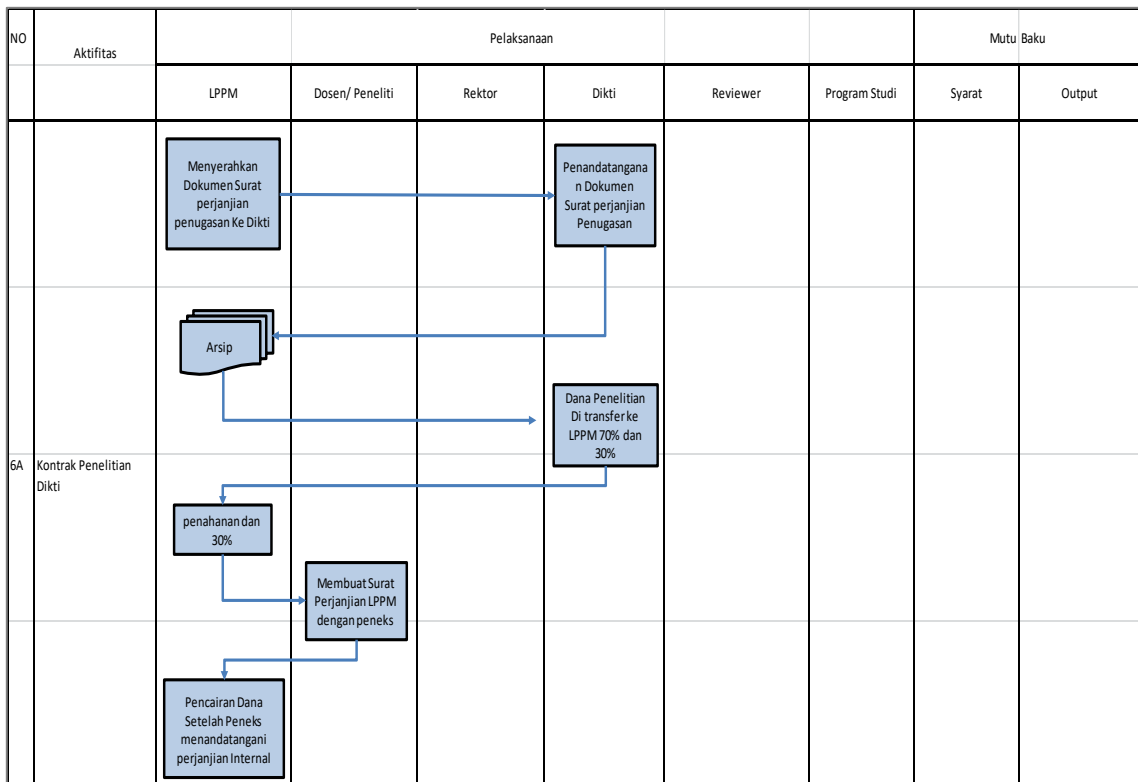 NO
Aktifitas
Pelaksanaan
Mutu Baku
LPPM
Dosen/ Peneliti
Rektor
Dikti
Reviewer
Program Studi
Syarat
Output
Menyerahkan
Dokumen Surat
perjanjian
penugasan Ke Dikti
Penandatangana
n Dokumen
Surat perjanjian
Penugasan
Arsip
Dana Penelitian
Di transfer ke
LPPM 70% dan
30%
6A
Kontrak Penelitian
Dikti
penahanan dan
30%
Membuat Surat
Perjanjian LPPM
dengan peneks
Pencairan Dana
Setelah Peneks
menandatangani
perjanjian Internal